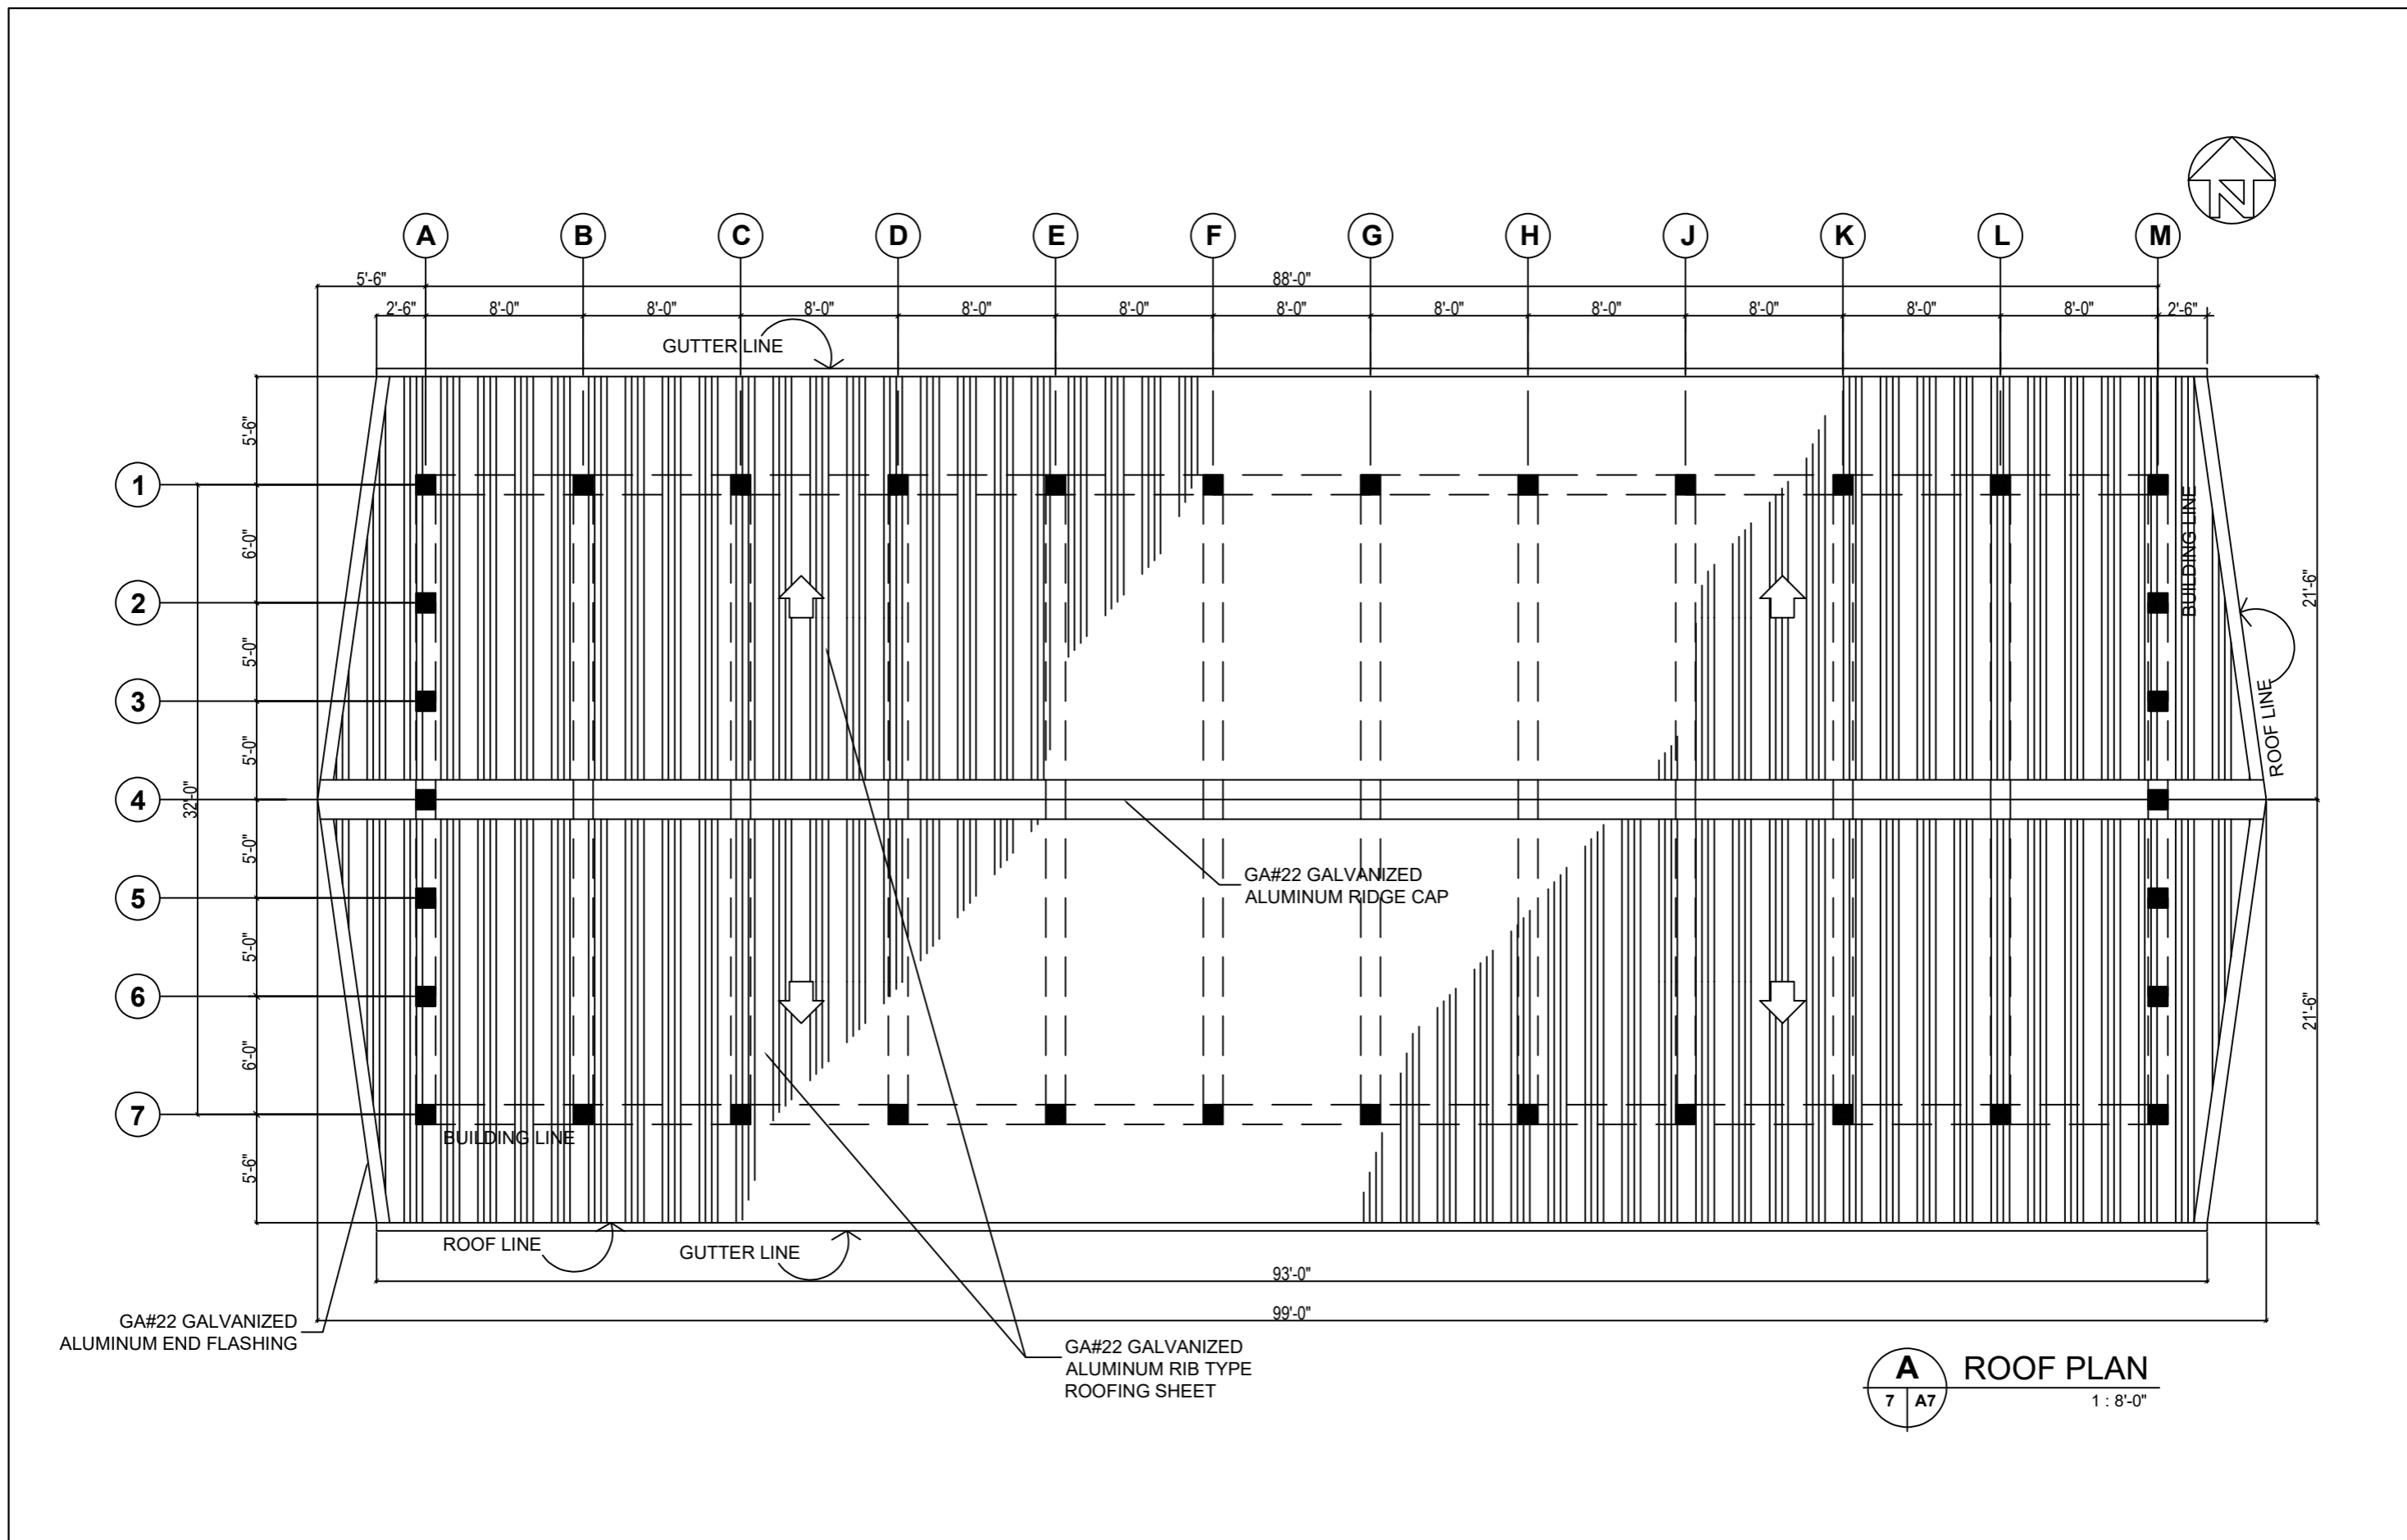 A B C D E F G H J K L M
N
5'-6" 88'-0"
2'-6" 8'-0" 8'-0" 8'-0" 8'-0" 8'-0" 8'-0" 8'-0" 8'-0" 8'-0" 8'-0" 8'-0" 2'-6"
GUTTER LINE
5'-6"
1
6'-0"
BUILDING LINE
21'-6"
2
5'-0"
3
ROOF LINE
5'-0"
4
32'-0"
5'-0"
GA#22 GALVANIZED
ALUMINUM RIDGE CAP
5
5'-0"
6
21'-6"
6'-0"
7
BUILDING LINE
5'-6"
ROOF LINE
GUTTER LINE
93'-0"
99'-0"
GA#22 GALVANIZED
ALUMINUM END FLASHING
GA#22 GALVANIZED
ALUMINUM RIB TYPE
ROOFING SHEET
A ROOF PLAN
7 A7 1 : 8'-0"